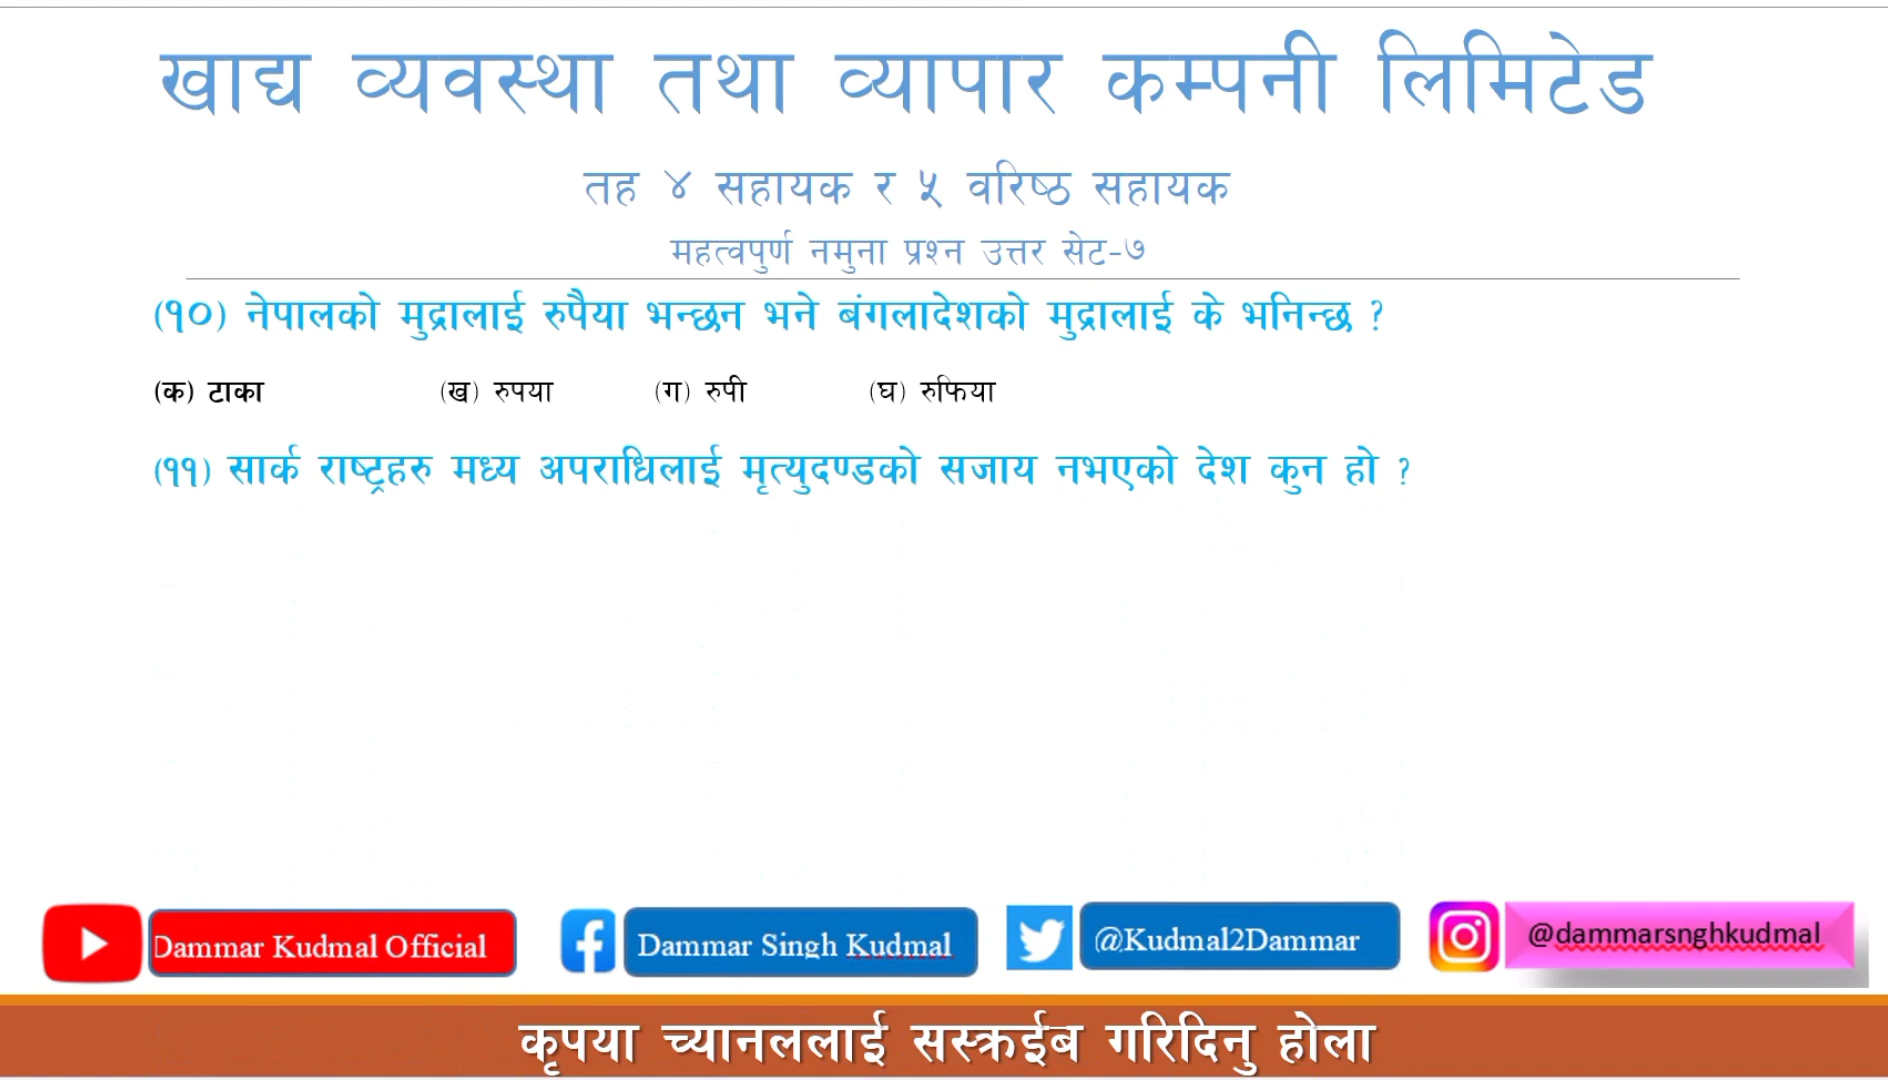 खाद्य व्यवस्था तथा व्यापार कम्पनी लिमिटेड
तह ४ सहायक र ५ वरिष्ठ सहायक
महत्वपुर्ण नमुना प्रश्न उत्तर सेट-७
(१०) नेपालको मुद्रालाई रुपैया भन्छन भने बंगलादेशको मुद्रालाई के भनिन्छ ?
(क) टाका (ख) रुपया (ग) रुपी (घ) रुफिया
(११) सार्क राष्ट्रहरु मध्य अपराधिलाई मृत्युदण्डको सजाय नभएको देश कुन हो ?
Dammar Kudmal Official Dammar Singh Kudmal @Kudmal2Dammar @dammarsnghkudmal
कृपया च्यानललाई सस्क्रईब गरिदिनु होला